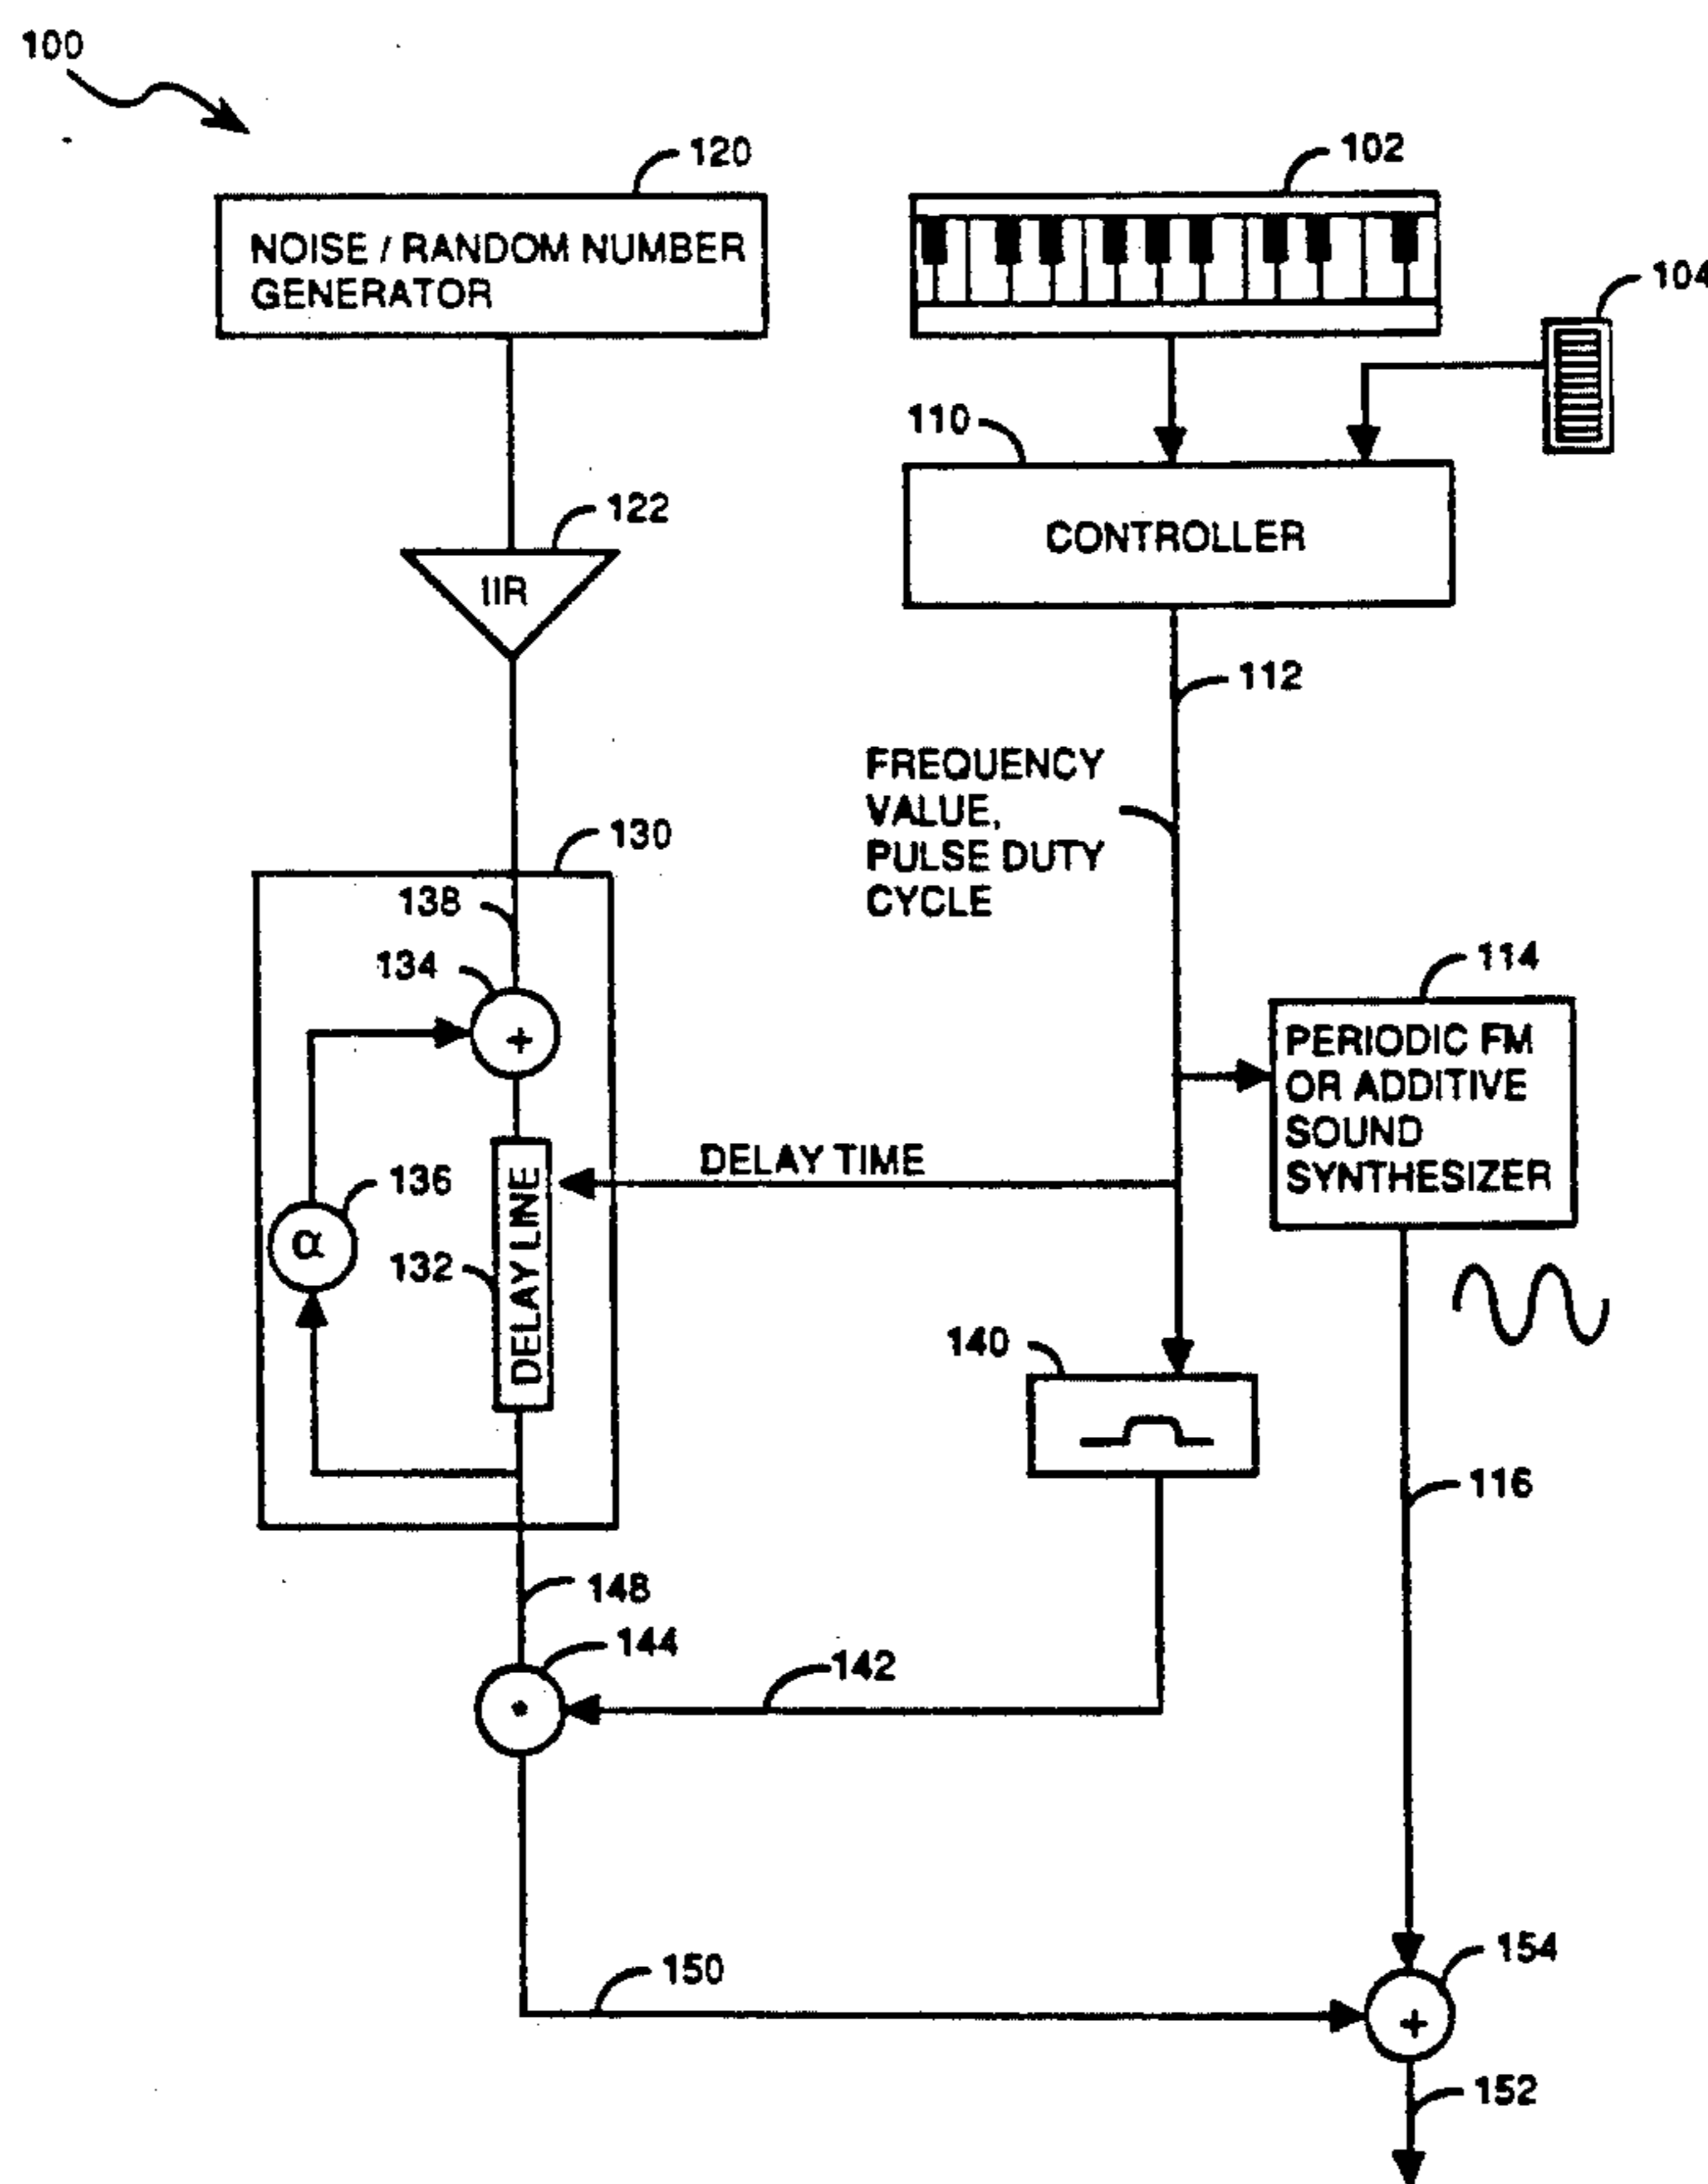 100
120
102
NOISE / RANDOM NUMBER
GENERATOR
104
110
CONTROLLER
122
IIR
112
FREQUENCY
VALUE,
PULSE DUTY
CYCLE
130
138
134
+
114
PERIODIC FM
OR ADDITIVE
SOUND
SYNTHESIZER
DELAY TIME
136
α
132
DELAY LINE
140
116
148
144
142
150
154
+
152